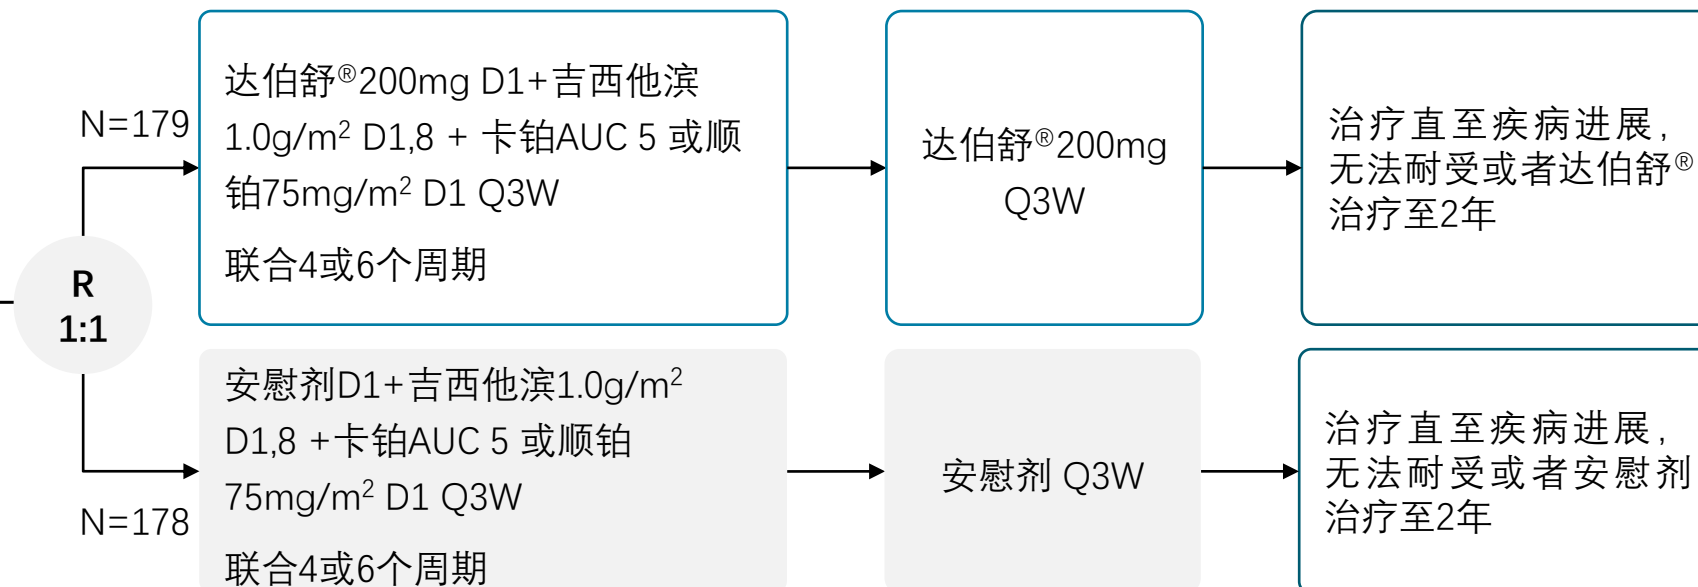 N=179
达伯舒®200mg D1+吉西他滨
1.0g/m² D1,8 + 卡铂AUC 5 或顺
铂75mg/m² D1 Q3W
联合4或6个周期
达伯舒®200mg
Q3W
治疗直至疾病进展,
无法耐受或者达伯舒®
治疗至2年
R
1:1
N=178
安慰剂D1+吉西他滨1.0g/m²
D1,8 +卡铂AUC 5 或顺铂
75mg/m² D1 Q3W
联合4或6个周期
安慰剂 Q3W
治疗直至疾病进展,
无法耐受或者安慰剂
治疗至2年